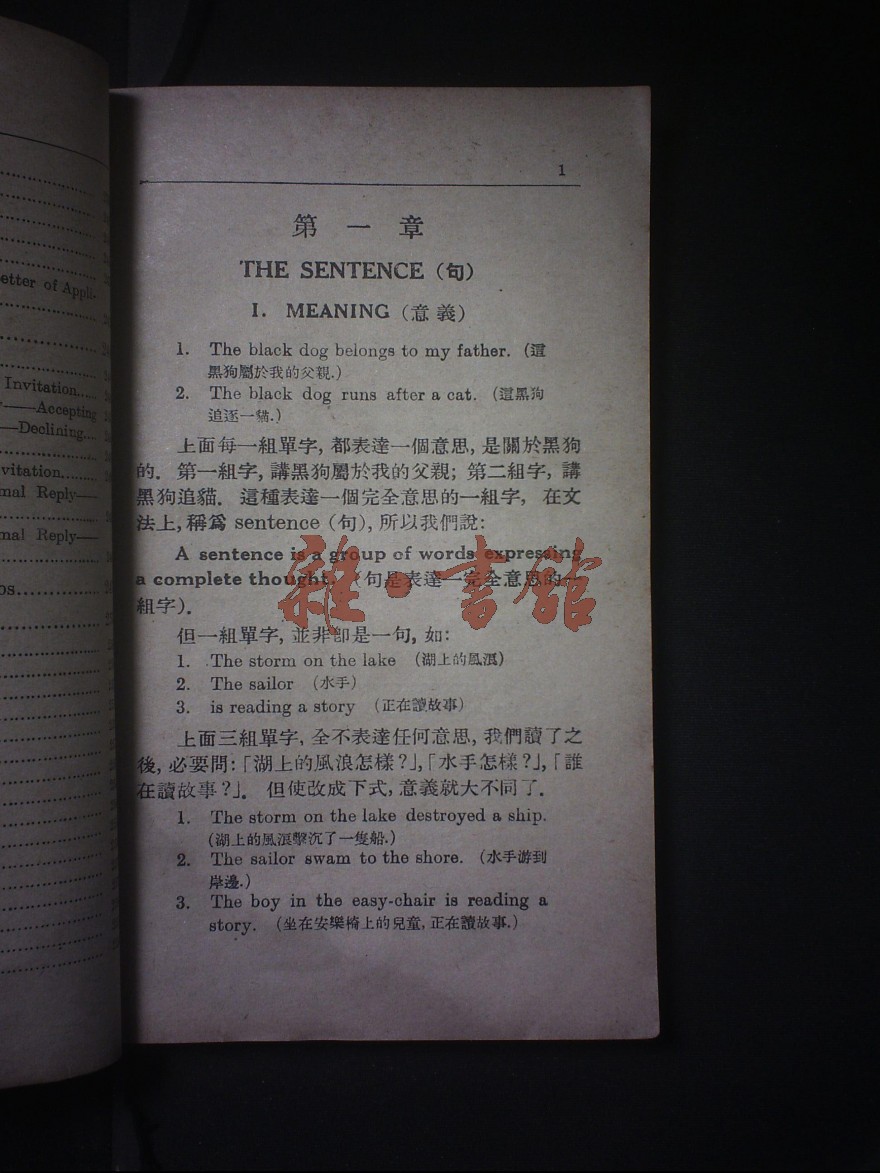 etter of Appli-
Invitation.....
——Accepting
—Declining...
vitation........
mal Reply—
mal Reply—
os................
1
第一章
THE SENTENCE (句)
I. MEANING (意義)
1. The black dog belongs to my father. (這
黑狗屬於我的父親.)
2. The black dog runs after a cat. (這黑狗
追逐一貓.)
上面每一組單字, 都表達一個意思, 是關於黑狗
的. 第一組字, 講黑狗屬於我的父親; 第二組字, 講
黑狗追貓. 這種表達一個完全意思的一組字, 在文
法上, 稱爲 sentence (句), 所以我們說:
A sentence is a group of words expressing
a complete thought. (句是表達一完全意思的一
組字).
雜·書館
但一組單字, 並非卽是一句, 如:
1. The storm on the lake (湖上的風浪)
2. The sailor (水手)
3. is reading a story (正在讀故事)
上面三組單字, 全不表達任何意思, 我們讀了之
後, 必要問:「湖上的風浪怎樣?」,「水手怎樣?」,「誰
在讀故事?」. 但使改成下式, 意義就大不同了.
1. The storm on the lake destroyed a ship.
(湖上的風浪擊沉了一隻船.)
2. The sailor swam to the shore. (水手游到
岸邊.)
3. The boy in the easy-chair is reading a
story. (坐在安樂椅上的兒童, 正在讀故事.)